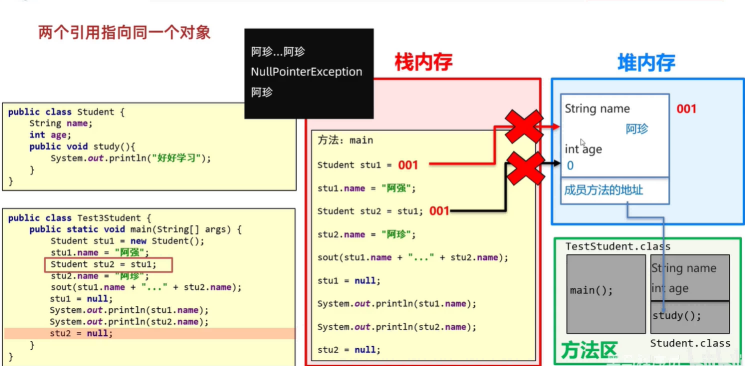 两个引用指向同一个对象
阿珍...阿珍
NullPointerException
阿珍
public class Student {
String name;
int age;
public void study(){
System.out.println("好好学习");
}
}
public class Test3Student {
public static void main(String[] args) {
Student stu1 = new Student();
stu1.name = "阿强";
Student stu2 = stu1;
stu2.name = "阿珍";
sout(stu1.name + "..." + stu2.name);
stu1 = null;
System.out.println(stu1.name);
System.out.println(stu2.name);
stu2 = null;
}
}
栈内存
方法：main
Student stu1 = 001
stu1.name = "阿强";
Student stu2 = stu1; 001
stu2.name = "阿珍";
sout(stu1.name + "..." + stu2.name);
stu1 = null;
System.out.println(stu1.name);
System.out.println(stu2.name);
stu2 = null;
堆内存
String name
001
阿珍
int age
0
成员方法的地址
TestStudent.class
main();
String name
int age
study();
Student.class
方法区